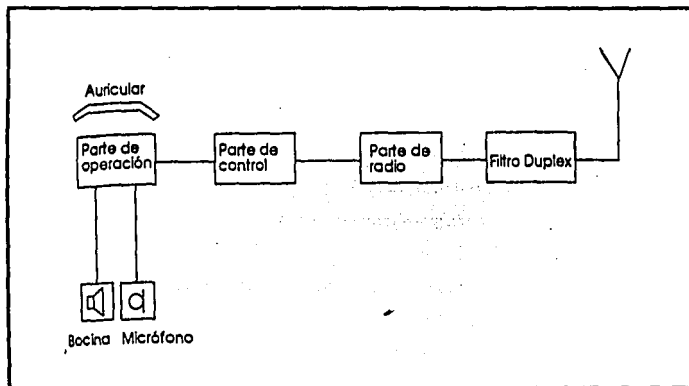 Auricular
Parte de
operación
Parte de
control
Parte de
radio
Filtro Duplex
Bocina
Micrófono